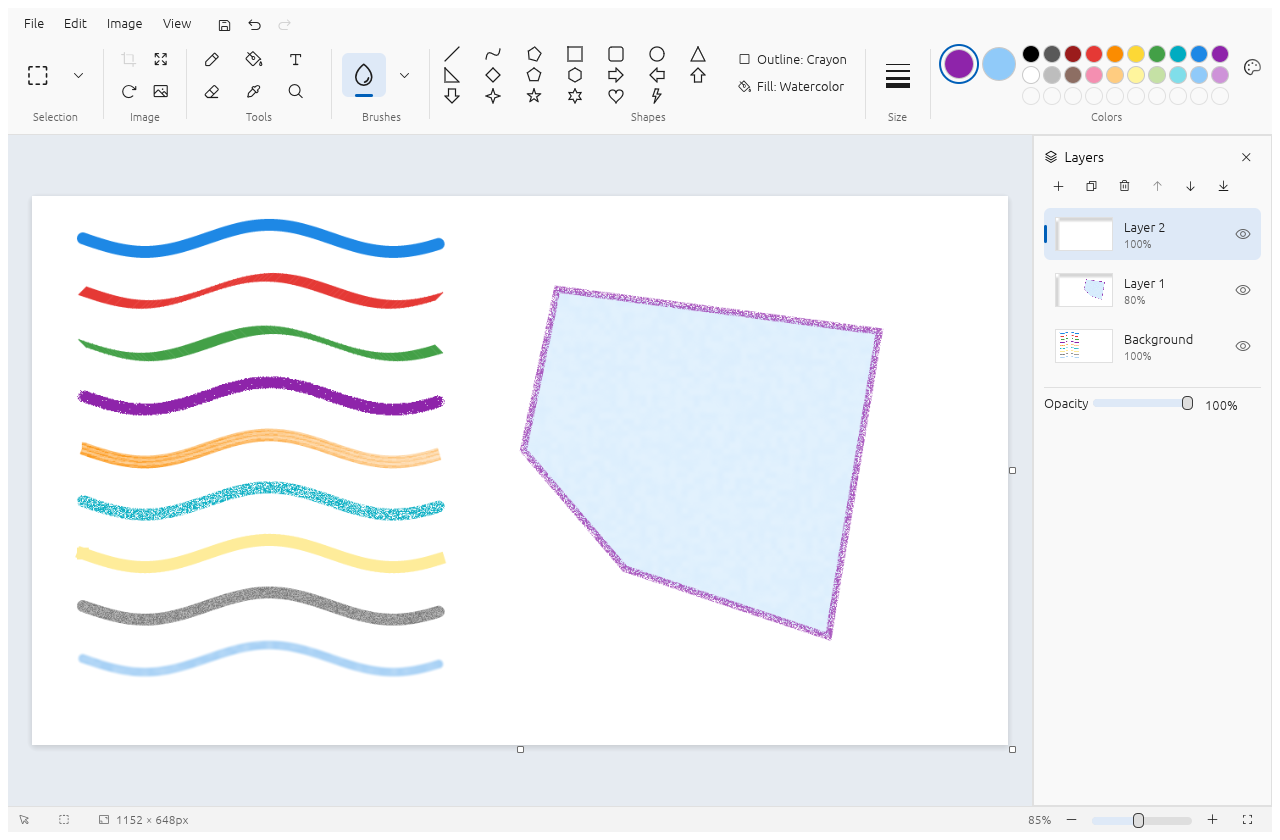 File Edit Image View
T
Outline: Crayon
Fill: Watercolor
Selection Image Tools Brushes Shapes Size Colors
Layers
Layer 2
100%
Layer 1
80%
Background
100%
Opacity 100%
1152 × 648px
85%